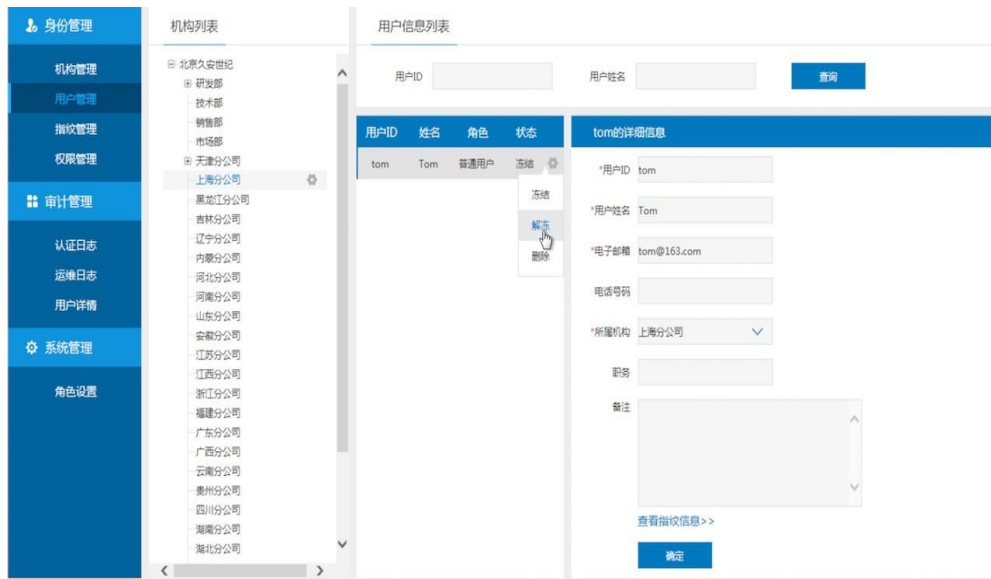 身份管理
机构管理
用户管理
指纹管理
权限管理
审计管理
认证日志
运维日志
用户详情
系统管理
角色设置
机构列表
北京久安世纪
研发部
技术部
销售部
市场部
天津分公司
上海分公司
黑龙江分公司
吉林分公司
辽宁分公司
内蒙分公司
河北分公司
河南分公司
山东分公司
安徽分公司
江苏分公司
江西分公司
浙江分公司
福建分公司
广东分公司
广西分公司
云南分公司
贵州分公司
四川分公司
湖南分公司
湖北分公司
用户信息列表
用户ID
用户姓名
查询
用户ID 姓名 角色 状态
tom Tom 普通用户 冻结
冻结
解冻
删除
tom的详细信息
*用户ID tom
*用户姓名 Tom
*电子邮箱 tom@163.com
电话号码
*所属机构 上海分公司
职务
备注
查看指纹信息>>
确定